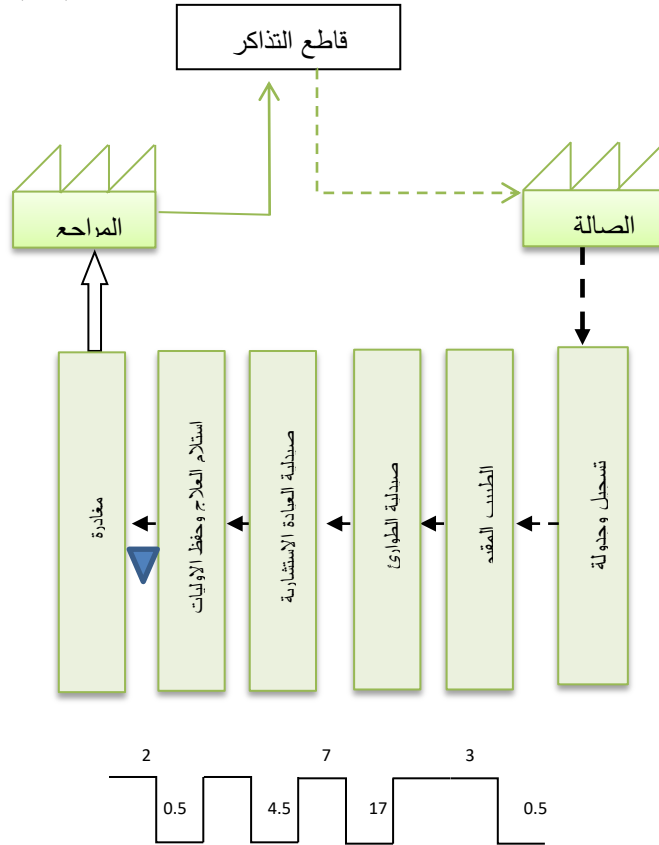 قاطع التذاكر
المراجع
الصالة
تسجيل وجدولة
الطبيب المقيم
صيدلية الطوارئ
صيدلية العيادة الاستشارية
استلام العلاج وحفظ الاوليات
مغادرة
2
7
3
0.5
4.5
17
0.5